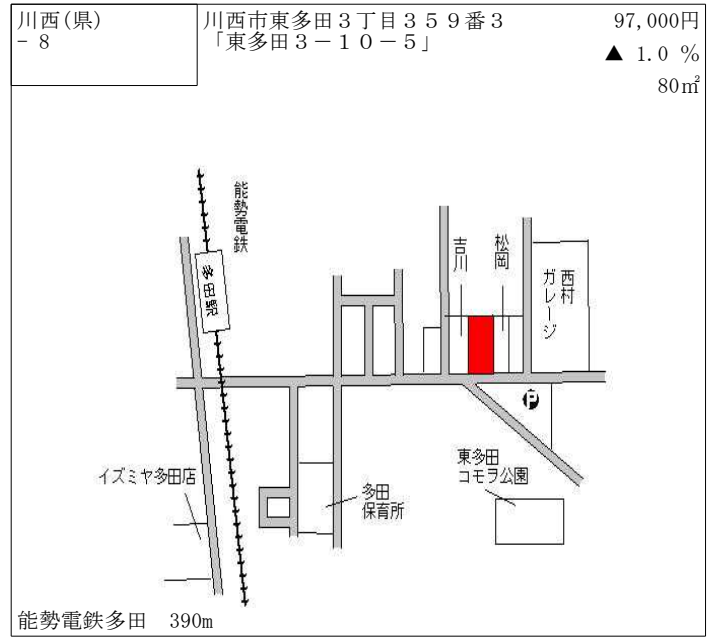 川西(県)
－8
川西市東多田３丁目３５９番３
「東多田３－１０－５」
97,000円
▲ 1.0 %
80㎡
能勢電鉄
多田駅
吉川
松岡
西村
ガレージ
P
イズミヤ多田店
多田
保育所
東多田
コモラ公園
能勢電鉄多田　390m